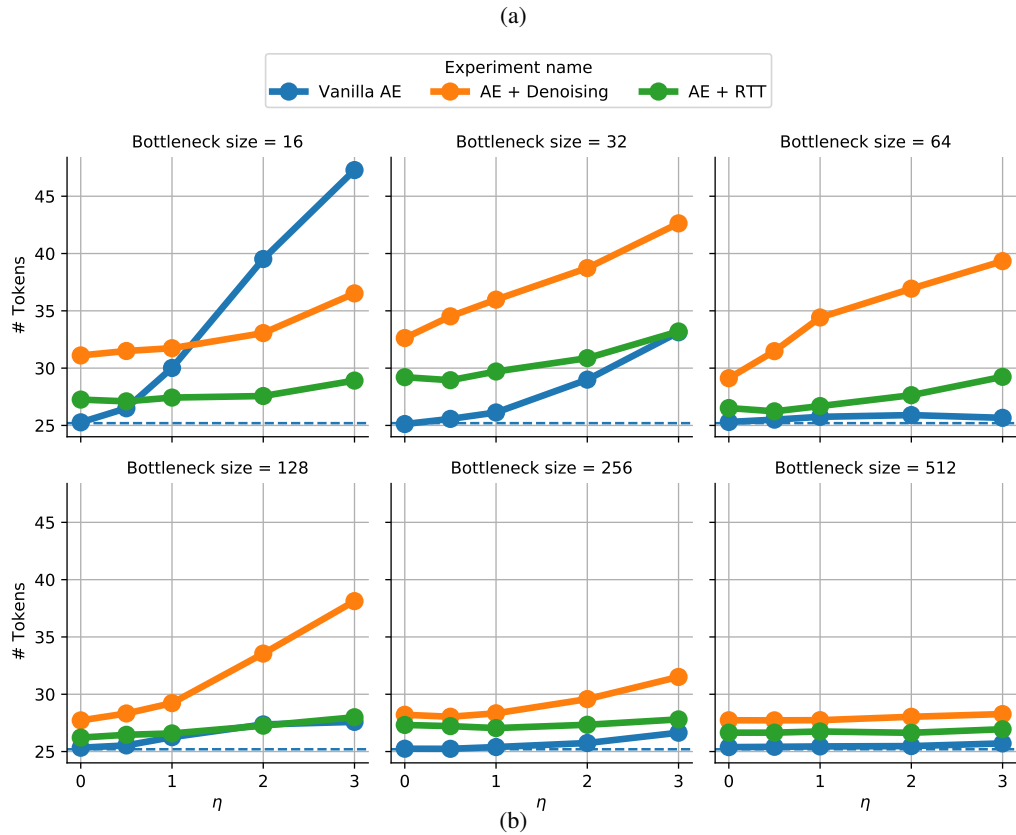 (a)
Experiment name
Vanilla AE AE + Denoising AE + RTT
Bottleneck size = 16 Bottleneck size = 32 Bottleneck size = 64
45
40
35
30
25
# Tokens
Bottleneck size = 128 Bottleneck size = 256 Bottleneck size = 512
45
40
35
30
25
# Tokens
0 1 2 3 0 1 2 3 0 1 2 3
η η η
(b)